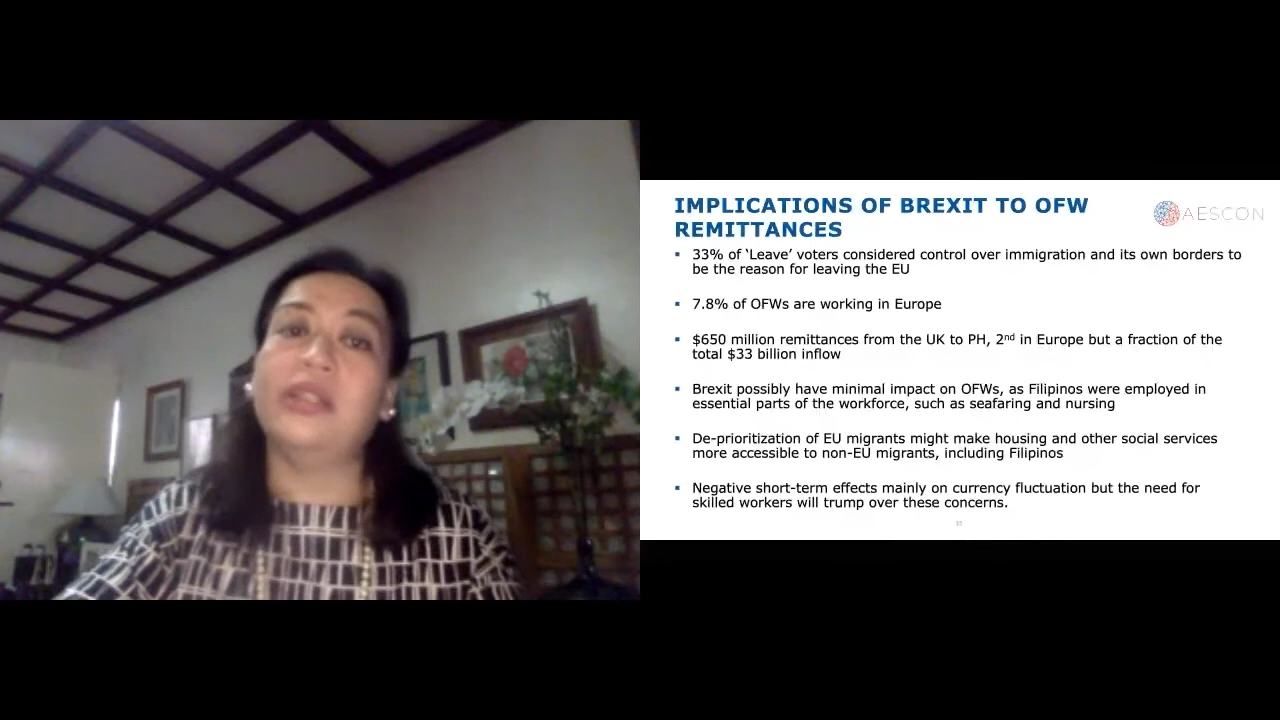 IMPLICATIONS OF BREXIT TO OFW
REMITTANCES
AESCON
▪ 33% of ‘Leave’ voters considered control over immigration and its own borders to
be the reason for leaving the EU
▪ 7.8% of OFWs are working in Europe
▪ $650 million remittances from the UK to PH, 2nd in Europe but a fraction of the
total $33 billion inflow
▪ Brexit possibly have minimal impact on OFWs, as Filipinos were employed in
essential parts of the workforce, such as seafaring and nursing
▪ De-prioritization of EU migrants might make housing and other social services
more accessible to non-EU migrants, including Filipinos
▪ Negative short-term effects mainly on currency fluctuation but the need for
skilled workers will trump over these concerns.